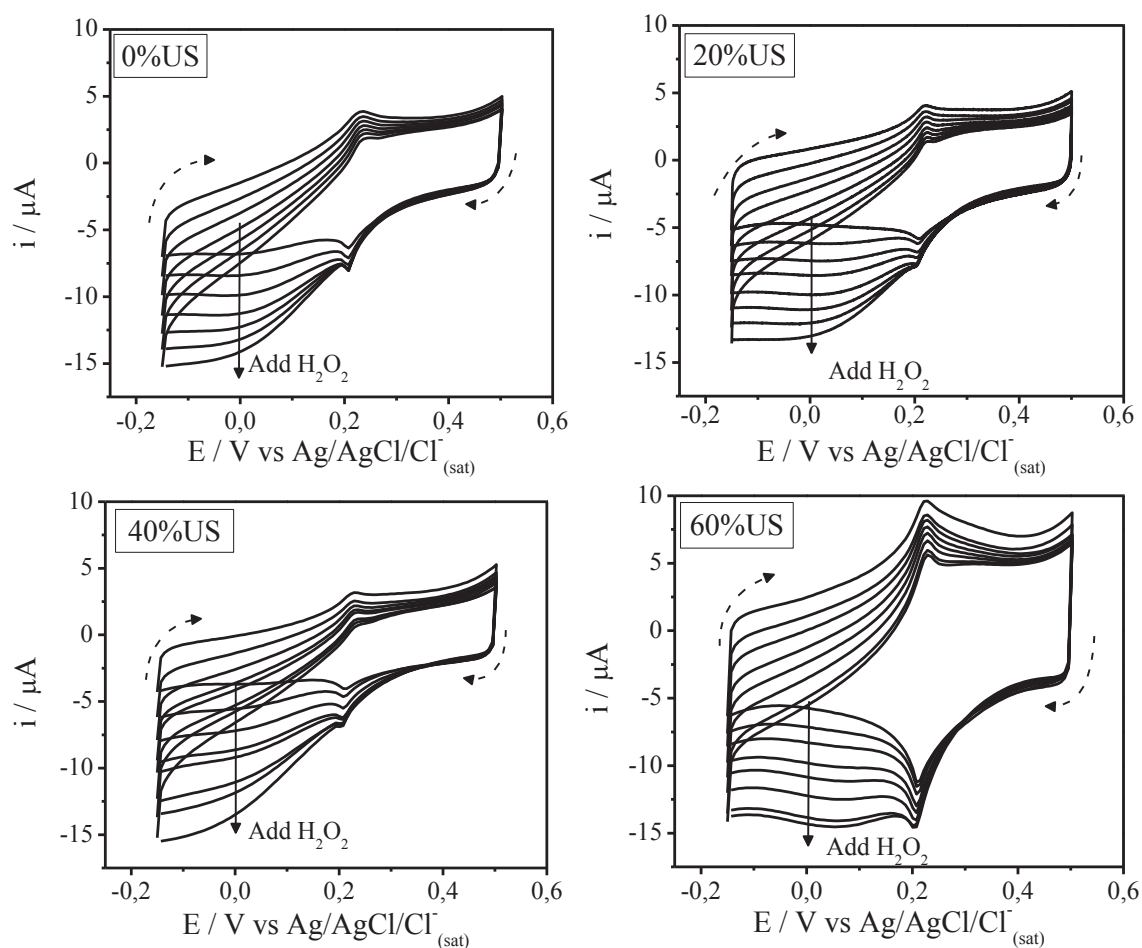 0%US
10
5
0
-5
-10
-15
i / µA
Add H₂O₂
-0,2 0,0 0,2 0,4 0,6
E / V vs Ag/AgCl/Cl⁻(sat)
20%US
10
5
0
-5
-10
-15
i / µA
Add H₂O₂
-0,2 0,0 0,2 0,4 0,6
E / V vs Ag/AgCl/Cl⁻(sat)
40%US
10
5
0
-5
-10
-15
i / µA
Add H₂O₂
-0,2 0,0 0,2 0,4 0,6
E / V vs Ag/AgCl/Cl⁻(sat)
60%US
10
5
0
-5
-10
-15
i / µA
Add H₂O₂
-0,2 0,0 0,2 0,4 0,6
E / V vs Ag/AgCl/Cl⁻(sat)